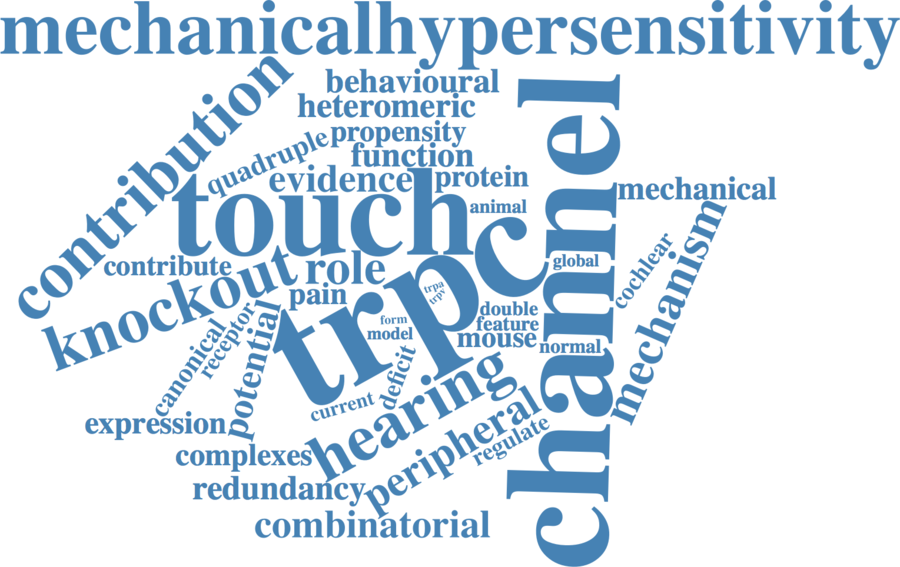 mechanicalhypersensitivity
contribution
behavioural
heteromeric
propensity
quadruple
function
evidence
protein
channel
mechanical
touch
animal
trpc
contribute
knockout
role
pain
global
cochlear
mechanism
trpa
trpv
form
model
double
feature
mouse
normal
canonical
receptor
potential
deficit
current
hearing
expression
peripheral
regulate
complexes
redundancy
combinatorial